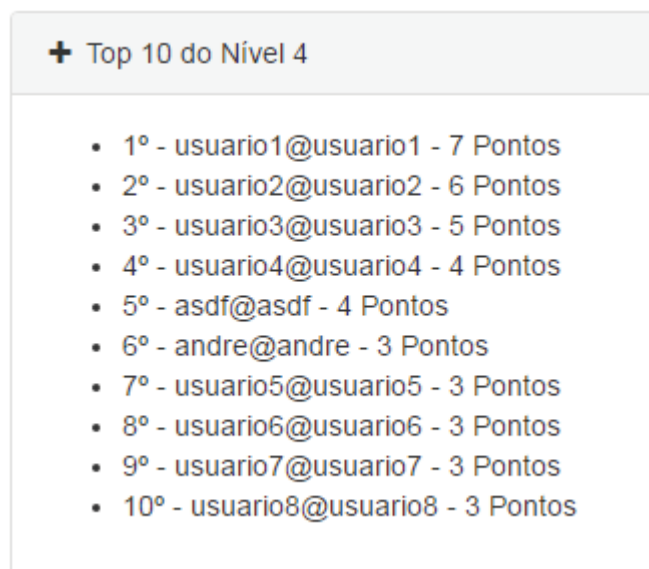 Top 10 do Nível 4
1º - usuario1@usuario1 - 7 Pontos
2º - usuario2@usuario2 - 6 Pontos
3º - usuario3@usuario3 - 5 Pontos
4º - usuario4@usuario4 - 4 Pontos
5º - asdf@asdf - 4 Pontos
6º - andre@andre - 3 Pontos
7º - usuario5@usuario5 - 3 Pontos
8º - usuario6@usuario6 - 3 Pontos
9º - usuario7@usuario7 - 3 Pontos
10º - usuario8@usuario8 - 3 Pontos